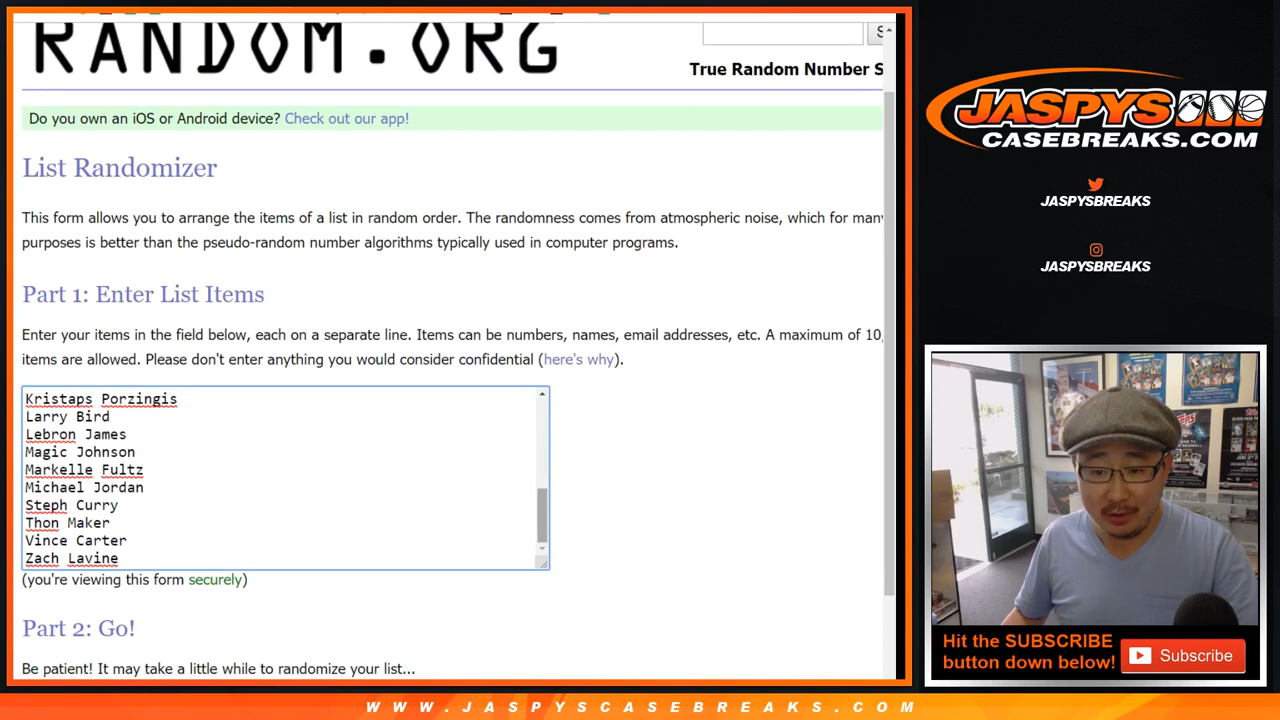 RANDOM.ORG
S
True Random Number S
Do you own an iOS or Android device? Check out our app!
List Randomizer
This form allows you to arrange the items of a list in random order. The randomness comes from atmospheric noise, which for many
purposes is better than the pseudo-random number algorithms typically used in computer programs.
Part 1: Enter List Items
Enter your items in the field below, each on a separate line. Items can be numbers, names, email addresses, etc. A maximum of 10,
items are allowed. Please don't enter anything you would consider confidential (here's why).
Kristaps Porzingis
Larry Bird
Lebron James
Magic Johnson
Markelle Fultz
Michael Jordan
Steph Curry
Thon Maker
Vince Carter
Zach Lavine
(you're viewing this form securely)
Part 2: Go!
Be patient! It may take a little while to randomize your list...
JASPYS
CASEBREAKS.COM
JASPYSBREAKS
JASPYSBREAKS
Hit the SUBSCRIBE
button down below!
Subscribe
WWW.JASPYSCASEBREAKS.COM